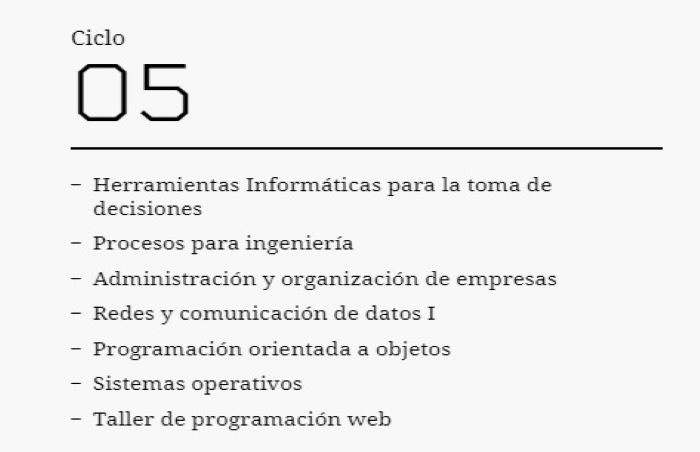 Ciclo
05
– Herramientas Informáticas para la toma de
decisiones
– Procesos para ingeniería
– Administración y organización de empresas
– Redes y comunicación de datos I
– Programación orientada a objetos
– Sistemas operativos
– Taller de programación web